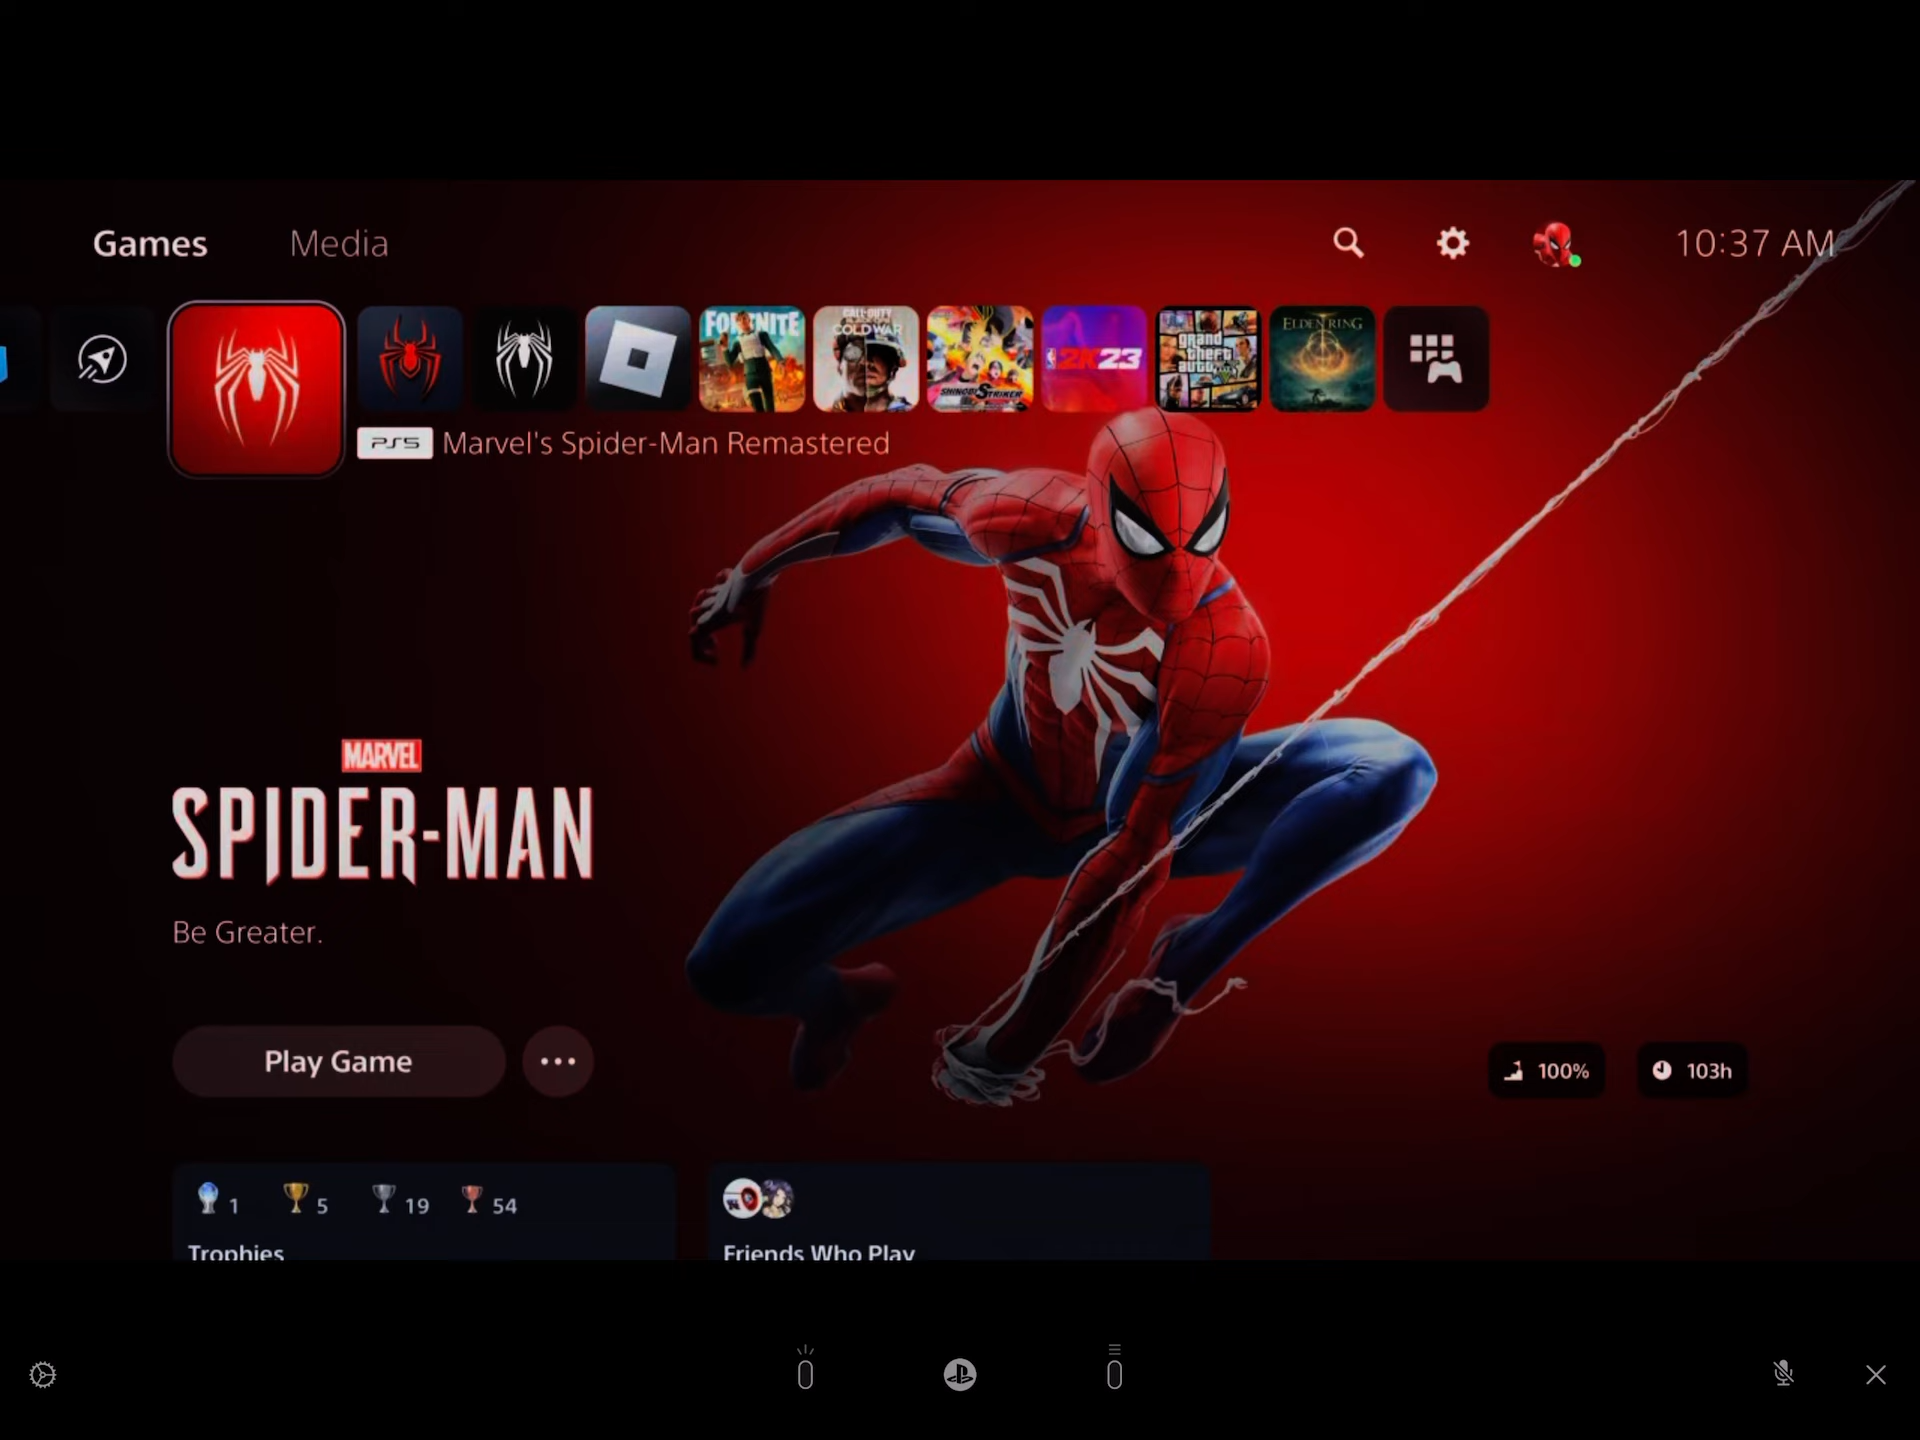 Games
Media
10:37 AM
FORTNITE
CALL OF DUTY
BLACK OPS
COLD WAR
SHINOBI STRIKER
2K23
grand
theft
auto
ELDEN RING
PS5
Marvel's Spider-Man Remastered
MARVEL
SPIDER-MAN
Be Greater.
Play Game
100%
103h
1
5
19
54
Trophies
Friends Who Play